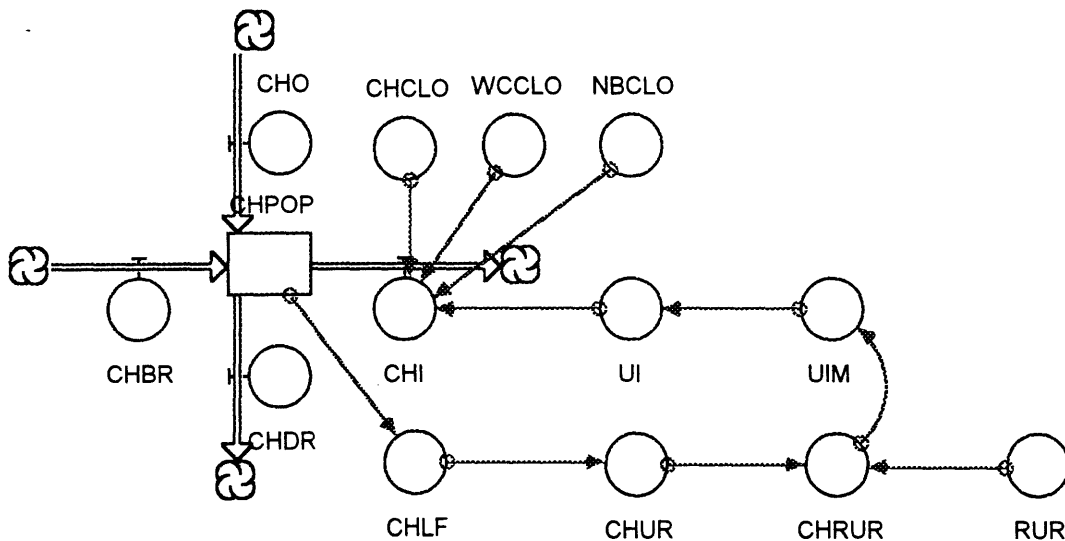 CHO
CHCLO
WCCLO
NBCLO
CHPOP
CHBR
CHI
UI
UIM
CHDR
CHLF
CHUR
CHRUR
RUR